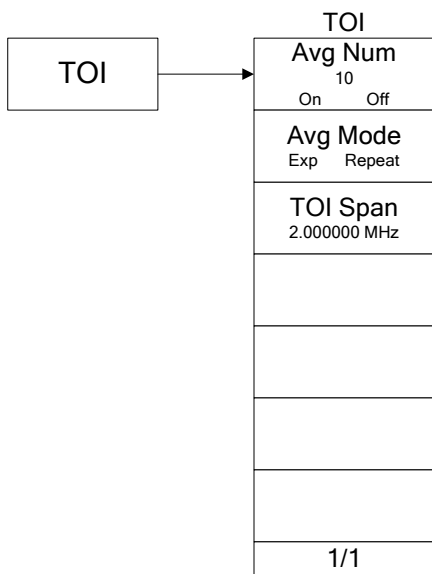 TOI
TOI
Avg Num
10
On Off
Avg Mode
Exp Repeat
TOI Span
2.000000 MHz
1/1